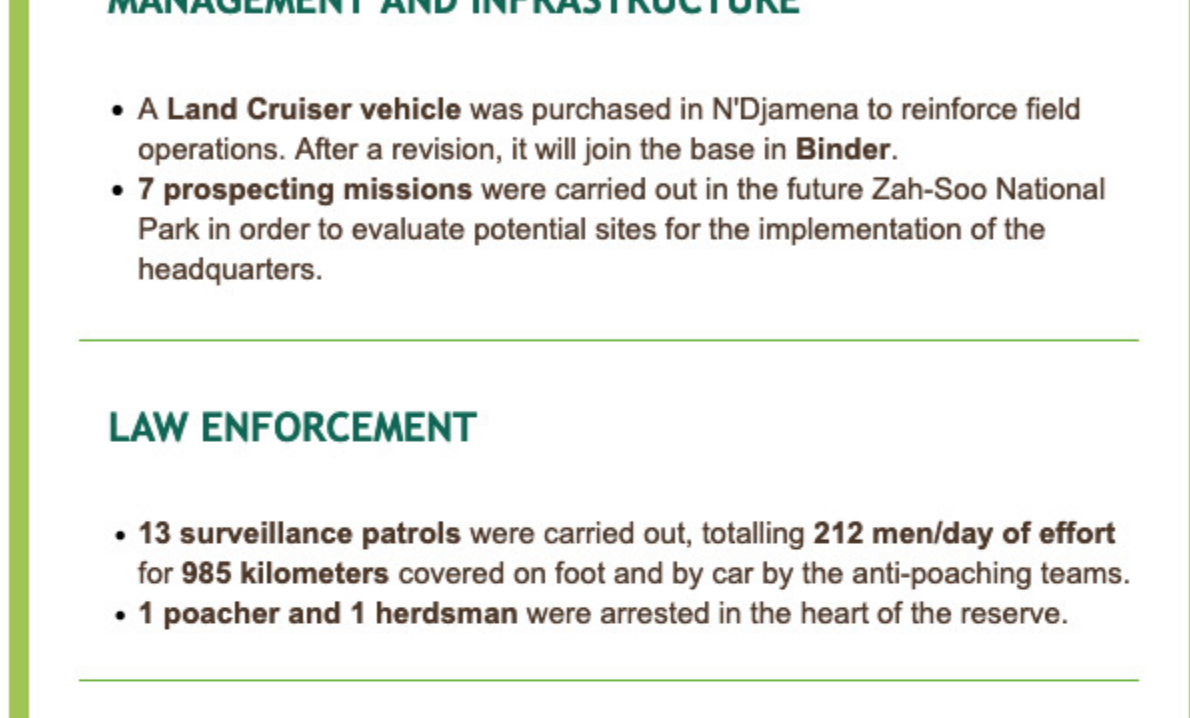 MANAGEMENT AND INFRASTRUCTURE
• A Land Cruiser vehicle was purchased in N'Djamena to reinforce field
operations. After a revision, it will join the base in Binder.
• 7 prospecting missions were carried out in the future Zah-Soo National
Park in order to evaluate potential sites for the implementation of the
headquarters.
LAW ENFORCEMENT
• 13 surveillance patrols were carried out, totalling 212 men/day of effort
for 985 kilometers covered on foot and by car by the anti-poaching teams.
• 1 poacher and 1 herdsman were arrested in the heart of the reserve.